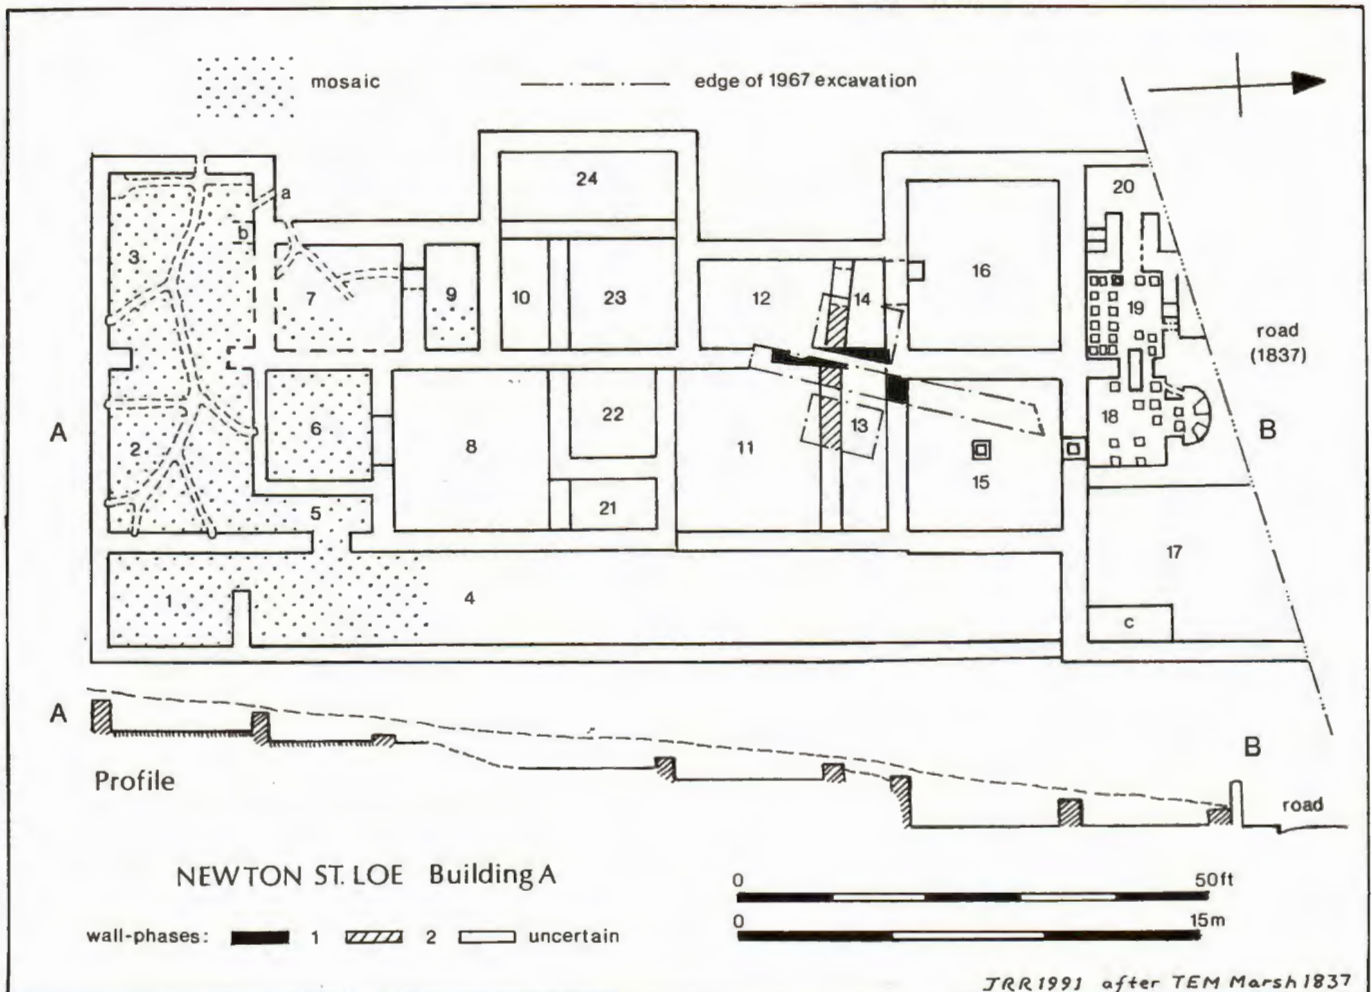 mosaic
edge of 1967 excavation
24
20
a
b
3
7
9
10
23
12
14
16
19
road
(1837)
A
6
22
18
B
2
8
11
13
15
5
21
17
1
4
c
A
B
Profile
road
NEWTON ST. LOE Building A
0 50ft
0 15m
wall-phases: 1 2 uncertain
JRR 1991 after TEM Marsh 1837